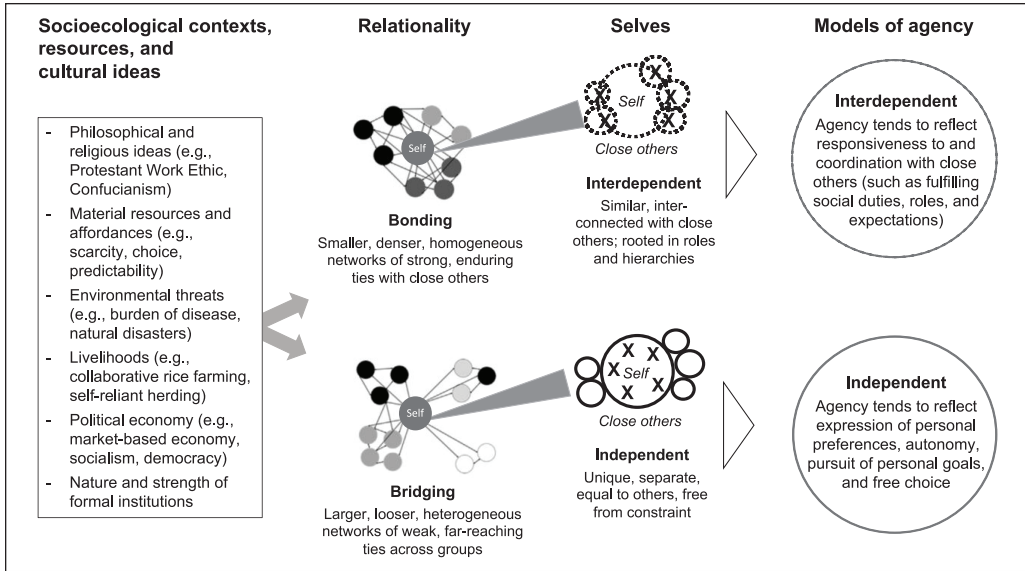 Socioecological contexts,
resources, and
cultural ideas
- Philosophical and
religious ideas (e.g.,
Protestant Work Ethic,
Confucianism)
- Material resources and
affordances (e.g.,
scarcity, choice,
predictability)
- Environmental threats
(e.g., burden of disease,
natural disasters)
- Livelihoods (e.g.,
collaborative rice farming,
self-reliant herding)
- Political economy (e.g.,
market-based economy,
socialism, democracy)
- Nature and strength of
formal institutions
Relationality
Self
Bonding
Smaller, denser, homogeneous
networks of strong, enduring
ties with close others
Self
Bridging
Larger, looser, heterogeneous
networks of weak, far-reaching
ties across groups
Selves
X
X X
Self
X X
Close others
Interdependent
Similar, inter-
connected with close
others; rooted in roles
and hierarchies
X X
X Self
X X
Close others
Independent
Unique, separate,
equal to others, free
from constraint
Models of agency
Interdependent
Agency tends to reflect
responsiveness to and
coordination with close
others (such as fulfilling
social duties, roles, and
expectations)
Independent
Agency tends to reflect
expression of personal
preferences, autonomy,
pursuit of personal goals,
and free choice